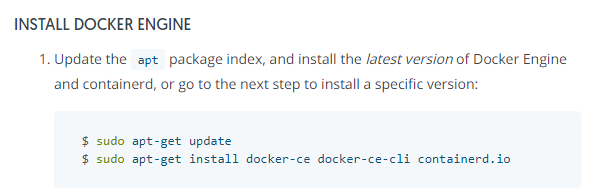 INSTALL DOCKER ENGINE
1. Update the apt package index, and install the latest version of Docker Engine
and containerd, or go to the next step to install a specific version:
$ sudo apt-get update
$ sudo apt-get install docker-ce docker-ce-cli containerd.io